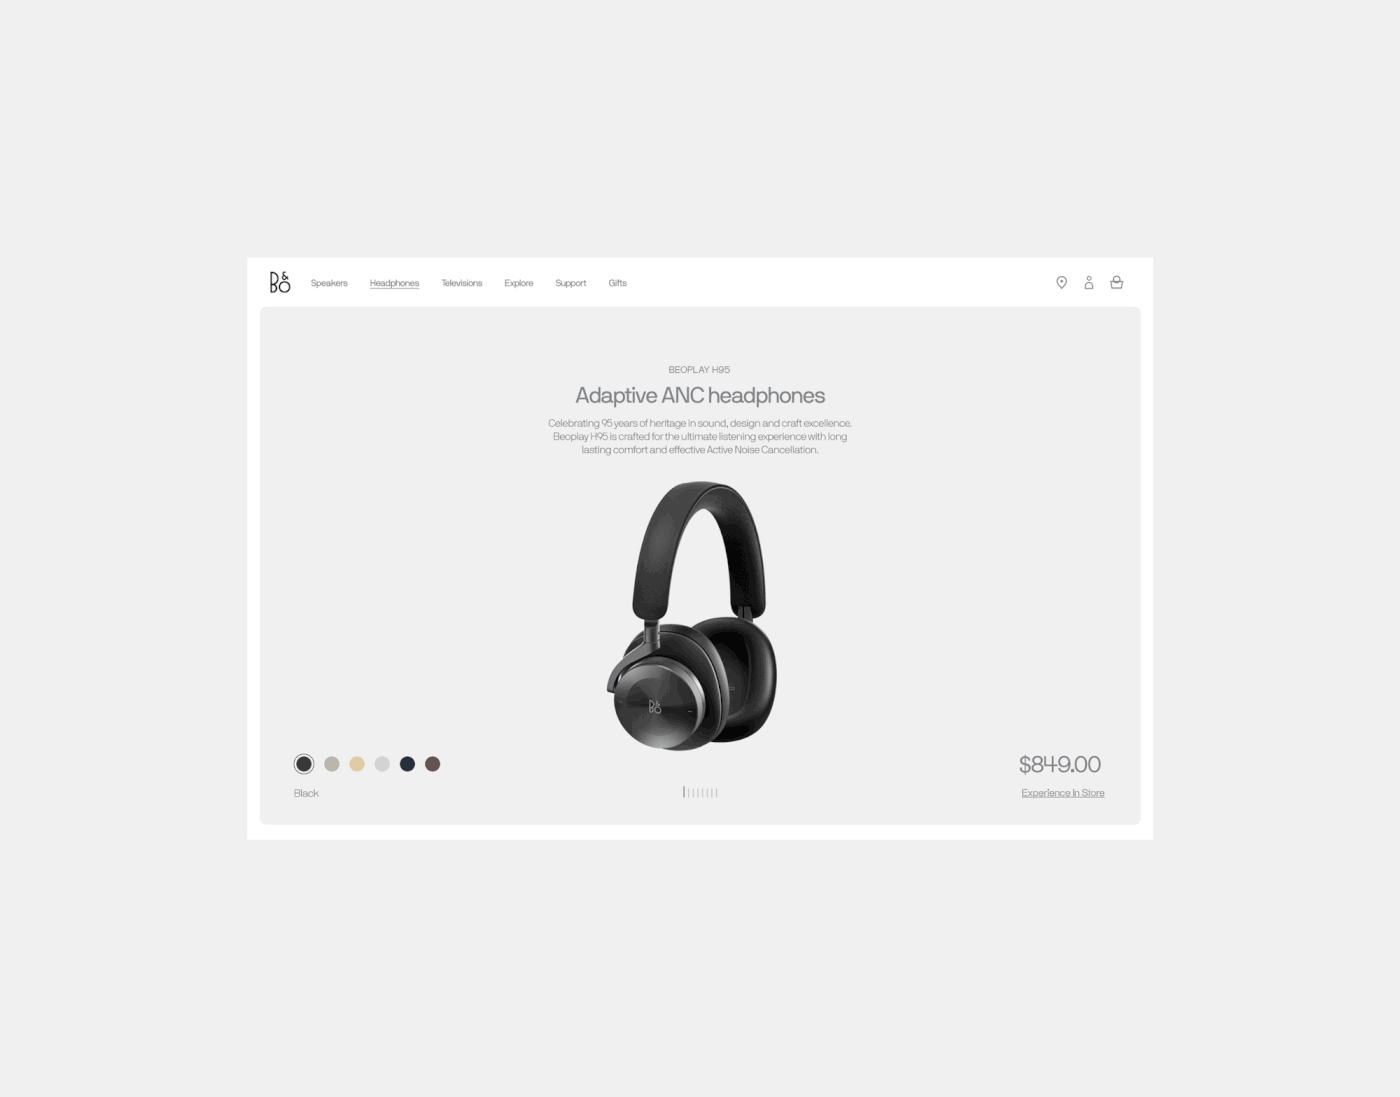 B&
BO
Speakers Headphones Televisions Explore Support Gifts
BEOPLAY H95
Adaptive ANC headphones
Celebrating 95 years of heritage in sound, design and craft excellence.
Beoplay H95 is crafted for the ultimate listening experience with long
lasting comfort and effective Active Noise Cancellation.
B&
BO
$849.00
Black
Experience In Store